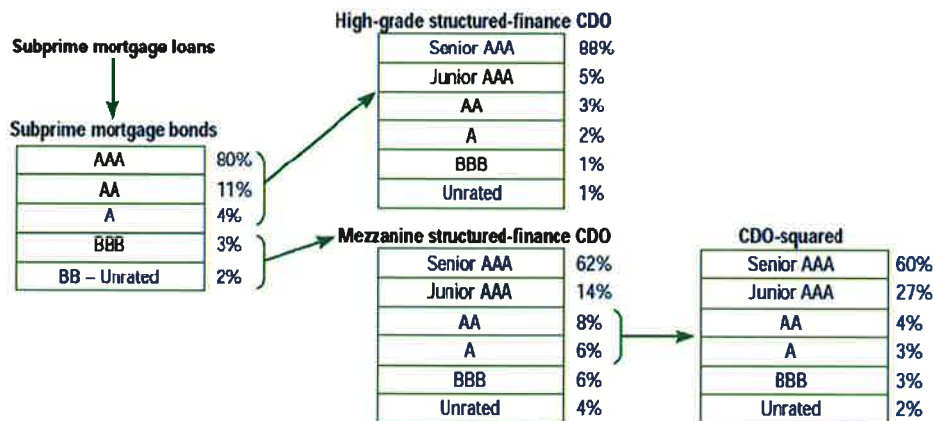 High-grade structured-finance CDO
Senior AAA 88%
Junior AAA 5%
AA 3%
A 2%
BBB 1%
Unrated 1%
Subprime mortgage loans
Subprime mortgage bonds
AAA 80%
AA 11%
A 4%
BBB 3%
BB – Unrated 2%
Mezzanine structured-finance CDO
Senior AAA 62%
Junior AAA 14%
AA 8%
A 6%
BBB 6%
Unrated 4%
CDO-squared
Senior AAA 60%
Junior AAA 27%
AA 4%
A 3%
BBB 3%
Unrated 2%